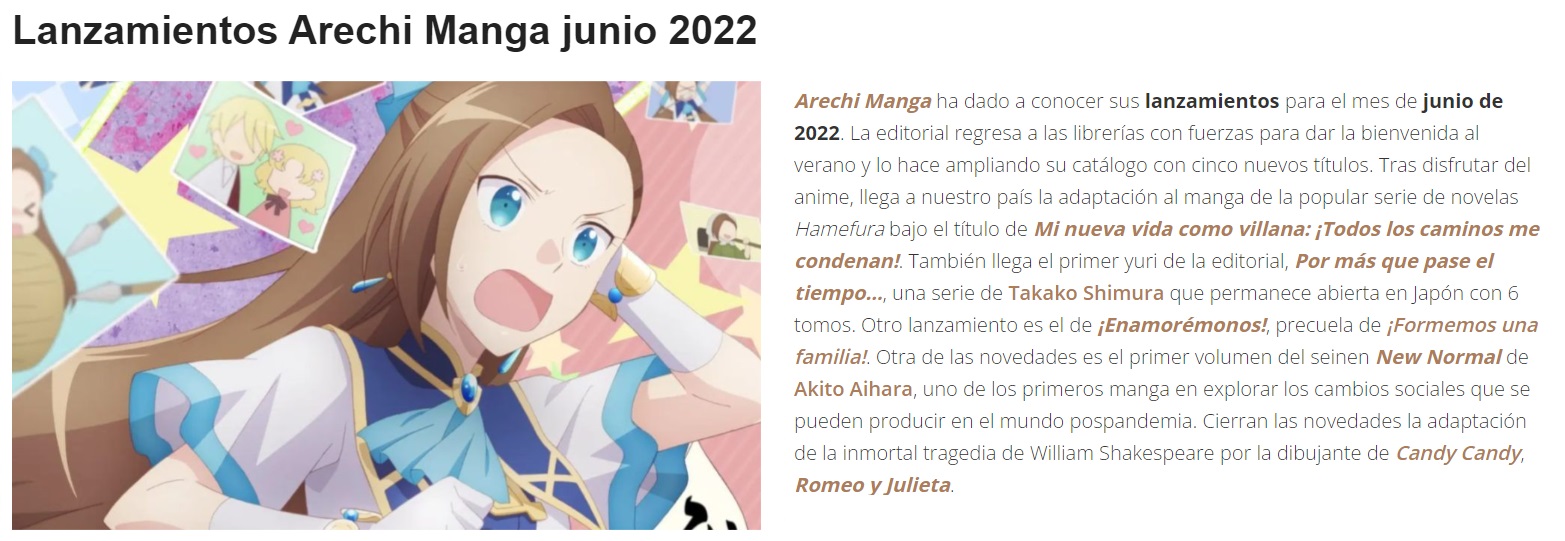 Lanzamientos Arechi Manga junio 2022
Arechi Manga ha dado a conocer sus lanzamientos para el mes de junio de
2022. La editorial regresa a las librerías con fuerzas para dar la bienvenida al
verano y lo hace ampliando su catálogo con cinco nuevos títulos. Tras disfrutar del
anime, llega a nuestro país la adaptación al manga de la popular serie de novelas
Hamefura bajo el título de Mi nueva vida como villana: ¡Todos los caminos me
condenan!. También llega el primer yuri de la editorial, Por más que pase el
tiempo..., una serie de Takako Shimura que permanece abierta en Japón con 6
tomos. Otro lanzamiento es el de ¡Enamorémonos!, precuela de ¡Formemos una
familia!. Otra de las novedades es el primer volumen del seinen New Normal de
Akito Aihara, uno de los primeros manga en explorar los cambios sociales que se
pueden producir en el mundo pospandemia. Cierran las novedades la adaptación
de la inmortal tragedia de William Shakespeare por la dibujante de Candy Candy,
Romeo y Julieta.